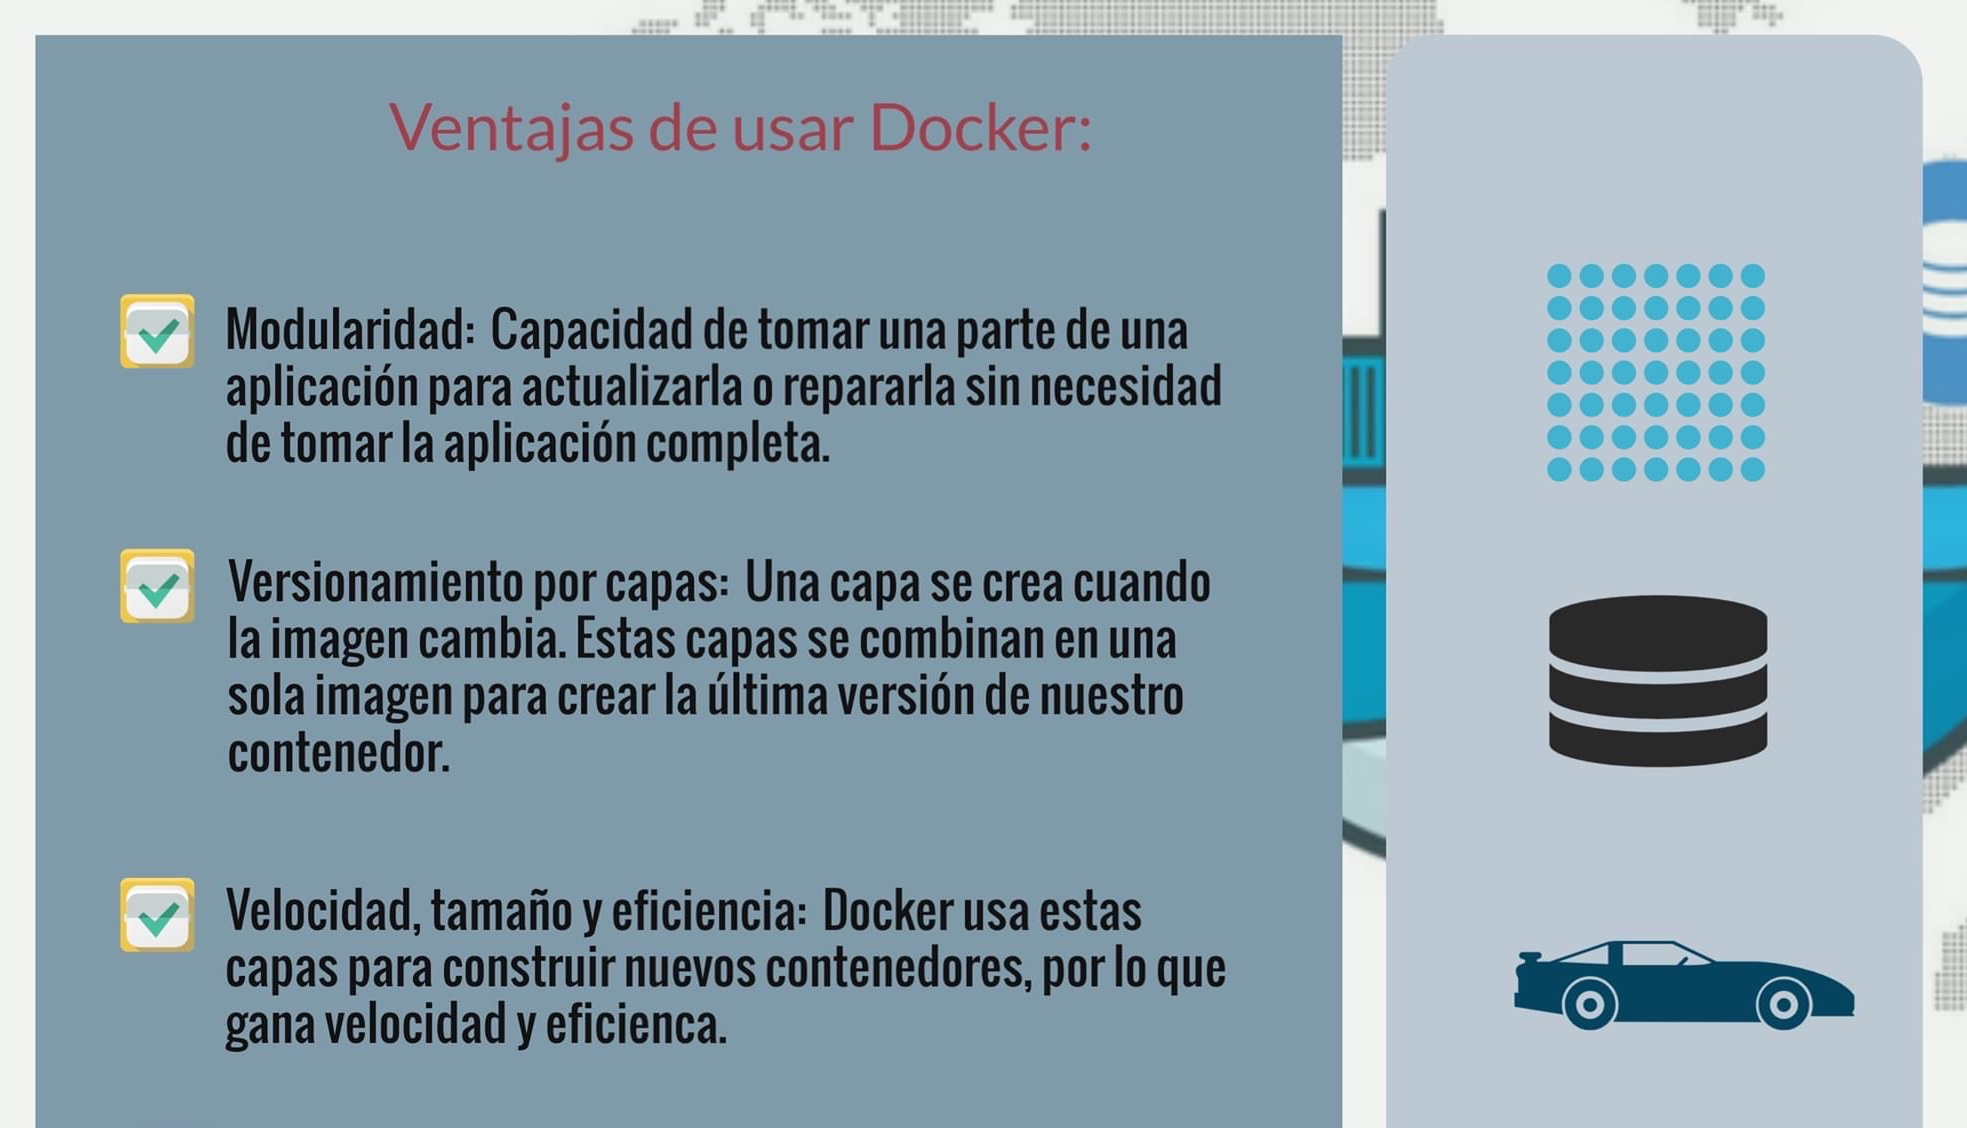 Ventajas de usar Docker:
Modularidad: Capacidad de tomar una parte de una
aplicación para actualizarla o repararla sin necesidad
de tomar la aplicación completa.
Versionamiento por capas: Una capa se crea cuando
la imagen cambia. Estas capas se combinan en una
sola imagen para crear la última versión de nuestro
contenedor.
Velocidad, tamaño y eficiencia: Docker usa estas
capas para construir nuevos contenedores, por lo que
gana velocidad y eficienca.